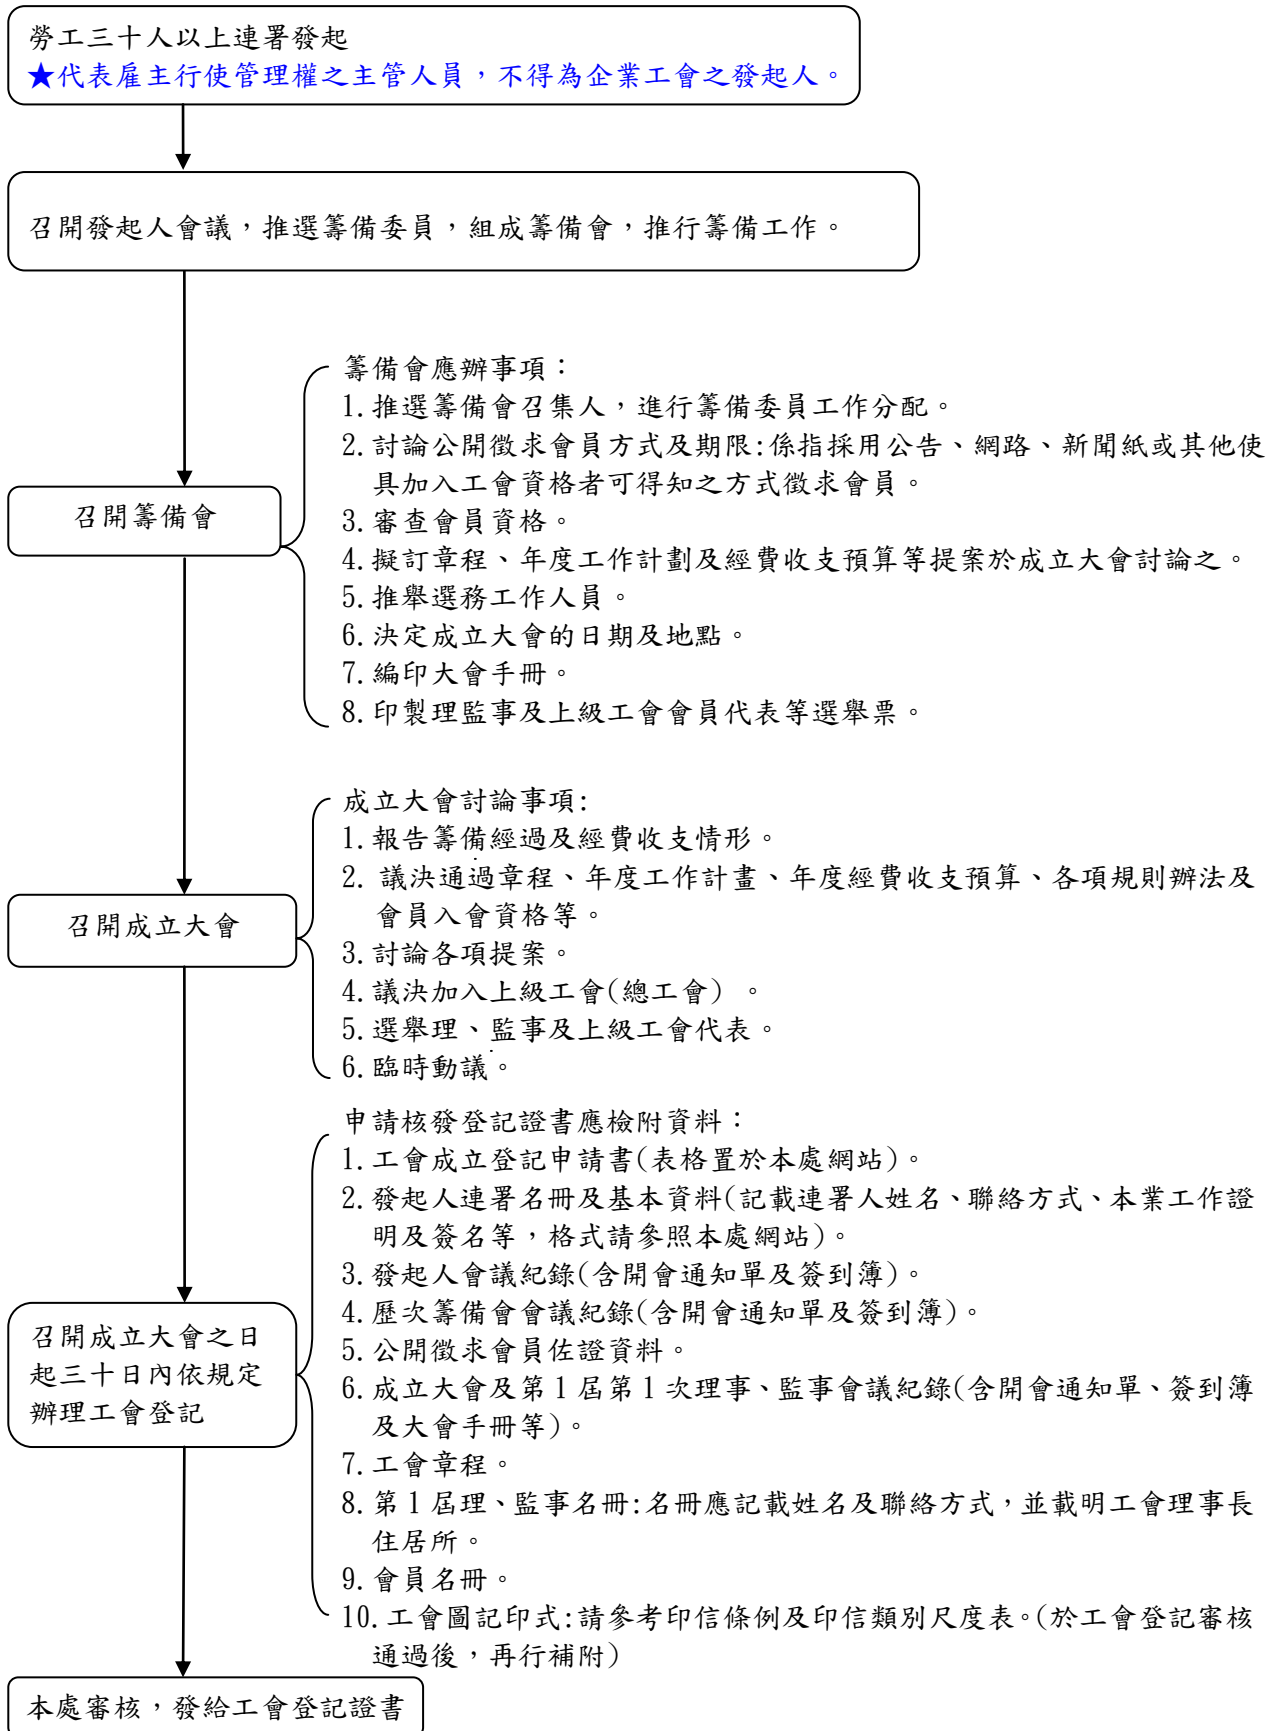 勞工三十人以上連署發起
★代表雇主行使管理權之主管人員，不得為企業工會之發起人。
召開發起人會議，推選籌備委員，組成籌備會，推行籌備工作。
召開籌備會
籌備會應辦事項：
1.推選籌備會召集人，進行籌備委員工作分配。
2.討論公開徵求會員方式及期限:係指採用公告、網路、新聞紙或其他使
具加入工會資格者可得知之方式徵求會員。
3.審查會員資格。
4.擬訂章程、年度工作計劃及經費收支預算等提案於成立大會討論之。
5.推舉選務工作人員。
6.決定成立大會的日期及地點。
7.編印大會手冊。
8.印製理監事及上級工會會員代表等選舉票。
召開成立大會
成立大會討論事項:
1.報告籌備經過及經費收支情形。
2. 議決通過章程、年度工作計畫、年度經費收支預算、各項規則辦法及
會員入會資格等。
3.討論各項提案。
4.議決加入上級工會(總工會) 。
5.選舉理、監事及上級工會代表。
6.臨時動議。
召開成立大會之日
起三十日內依規定
辦理工會登記
申請核發登記證書應檢附資料：
1.工會成立登記申請書(表格置於本處網站)。
2.發起人連署名冊及基本資料(記載連署人姓名、聯絡方式、本業工作證
明及簽名等，格式請參照本處網站)。
3.發起人會議紀錄(含開會通知單及簽到簿)。
4.歷次籌備會會議紀錄(含開會通知單及簽到簿)。
5.公開徵求會員佐證資料。
6.成立大會及第 1 屆第 1 次理事、監事會議紀錄(含開會通知單、簽到簿
及大會手冊等)。
7.工會章程。
8.第 1 屆理、監事名冊:名冊應記載姓名及聯絡方式，並載明工會理事長
住居所。
9.會員名冊。
10.工會圖記印式:請參考印信條例及印信類別尺度表。(於工會登記審核
通過後，再行補附)
本處審核，發給工會登記證書